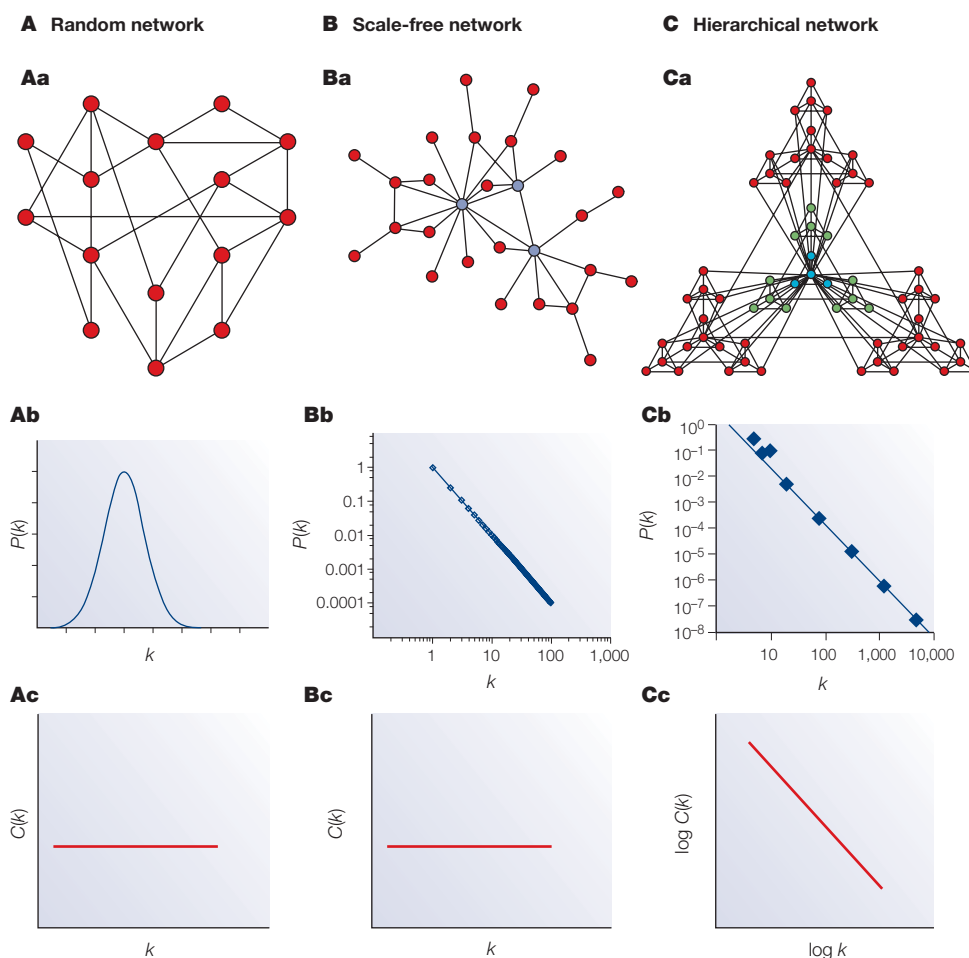 A Random network
B Scale-free network
C Hierarchical network
Aa
Ba
Ca
Ab
P(k)
k
Bb
1
0.1
0.01
0.001
0.0001
P(k)
1 10 100 1,000
k
Cb
10⁰
10⁻¹
10⁻²
10⁻³
10⁻⁴
10⁻⁵
10⁻⁶
10⁻⁷
10⁻⁸
P(k)
10 100 1,000 10,000
k
Ac
C(k)
k
Bc
C(k)
k
Cc
log C(k)
log k